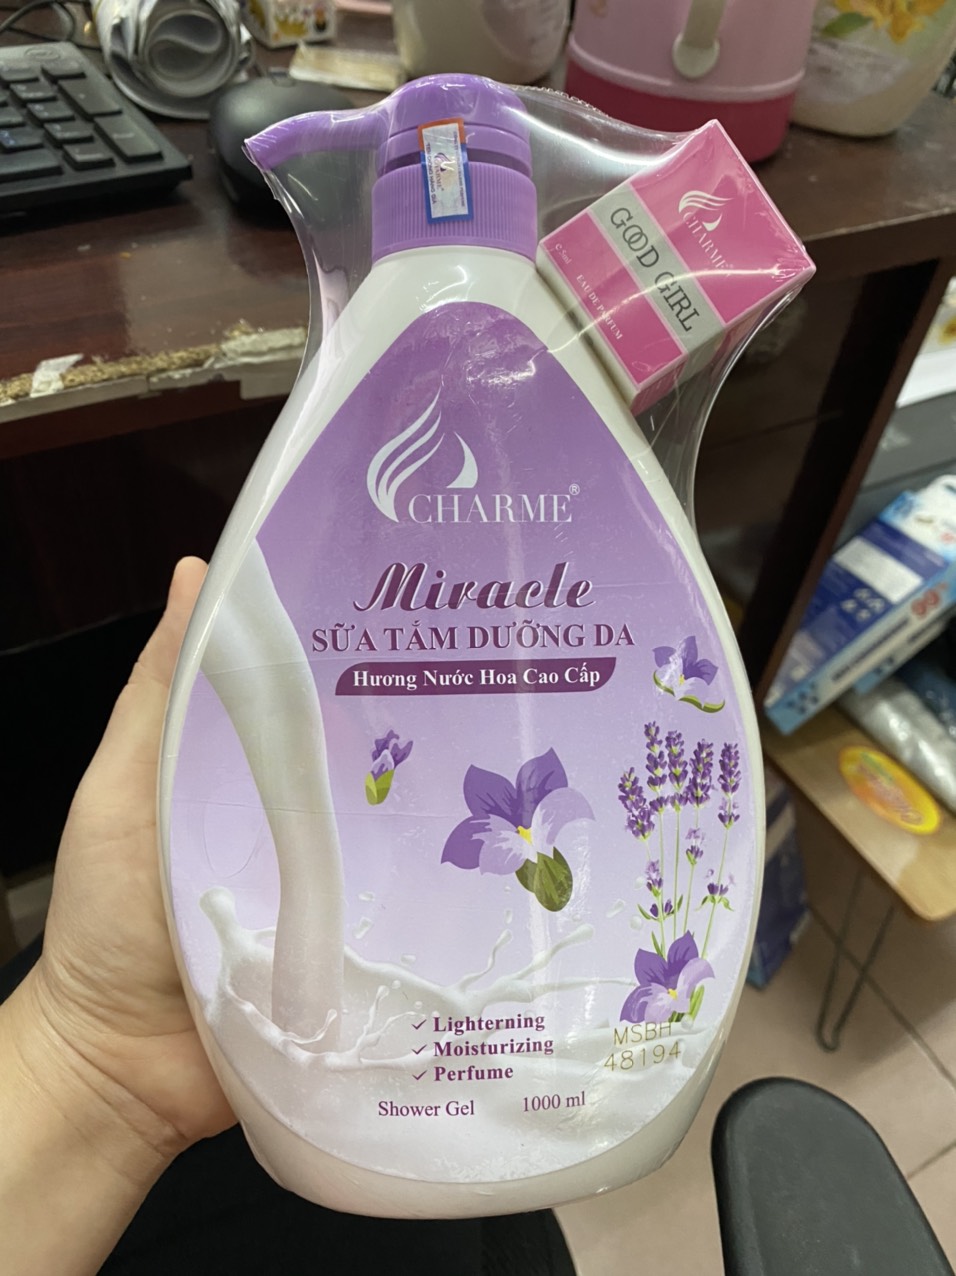 CHARME
GOOD GIRL
e 5ml
EAU DE PARFUM
CHARME®
Miracle
SỮA TẮM DƯỠNG DA
Hương Nước Hoa Cao Cấp
✓ Lighterning
✓ Moisturizing
✓ Perfume
Shower Gel 1000 ml
MSBH
48194